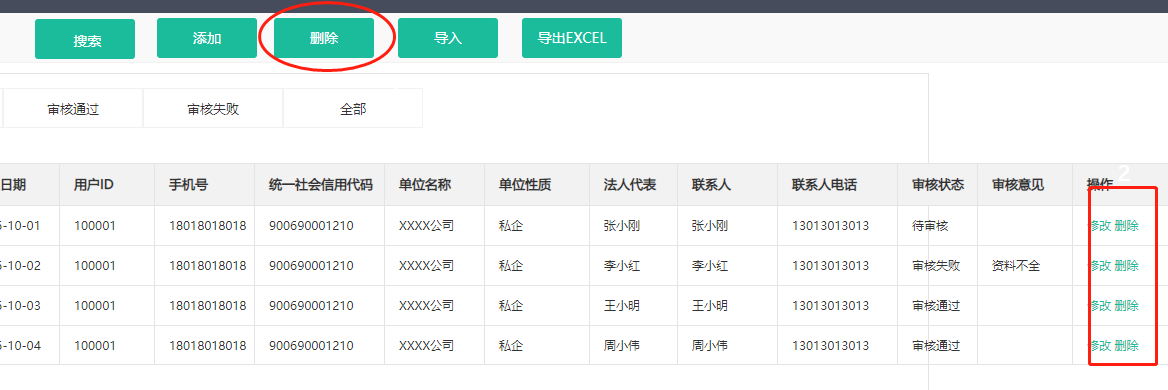 搜索 添加 删除 导入 导出EXCEL
审核通过 审核失败 全部
2
日期 用户ID 手机号 统一社会信用代码 单位名称 单位性质 法人代表 联系人 联系人电话 审核状态 审核意见 操作
5-10-01 100001 18018018018 900690001210 XXXX公司 私企 张小刚 张小刚 13013013013 待审核 修改 删除
5-10-02 100001 18018018018 900690001210 XXXX公司 私企 李小红 李小红 13013013013 审核失败 资料不全 修改 删除
5-10-03 100001 18018018018 900690001210 XXXX公司 私企 王小明 王小明 13013013013 审核通过 修改 删除
5-10-04 100001 18018018018 900690001210 XXXX公司 私企 周小伟 周小伟 13013013013 审核通过 修改 删除